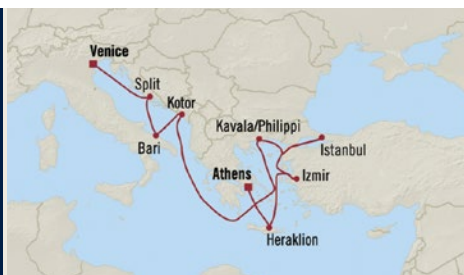 Venice
Split
Kotor
Bari
Kavala/Philippi
Istanbul
Izmir
Athens
Heraklion